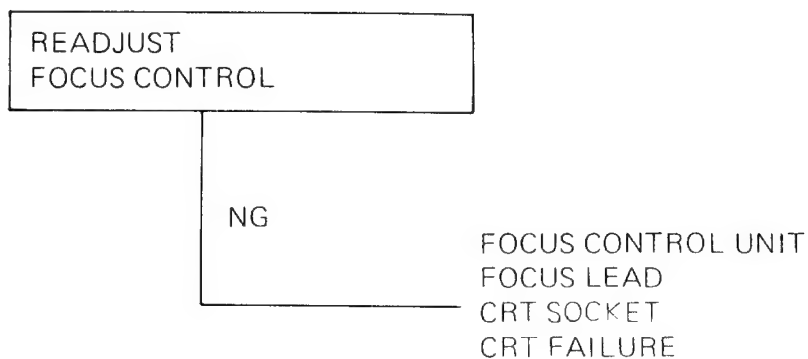 READJUST
FOCUS CONTROL
NG
FOCUS CONTROL UNIT
FOCUS LEAD
CRT SOCKET
CRT FAILURE